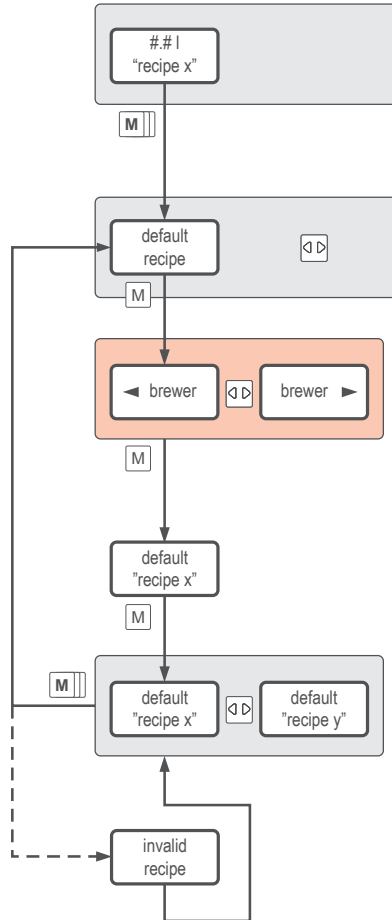 #.# l
“recipe x”
M
default
recipe
M
◄ brewer
brewer ►
M
default
”recipe x”
M
M
default
”recipe x”
default
”recipe y”
invalid
recipe